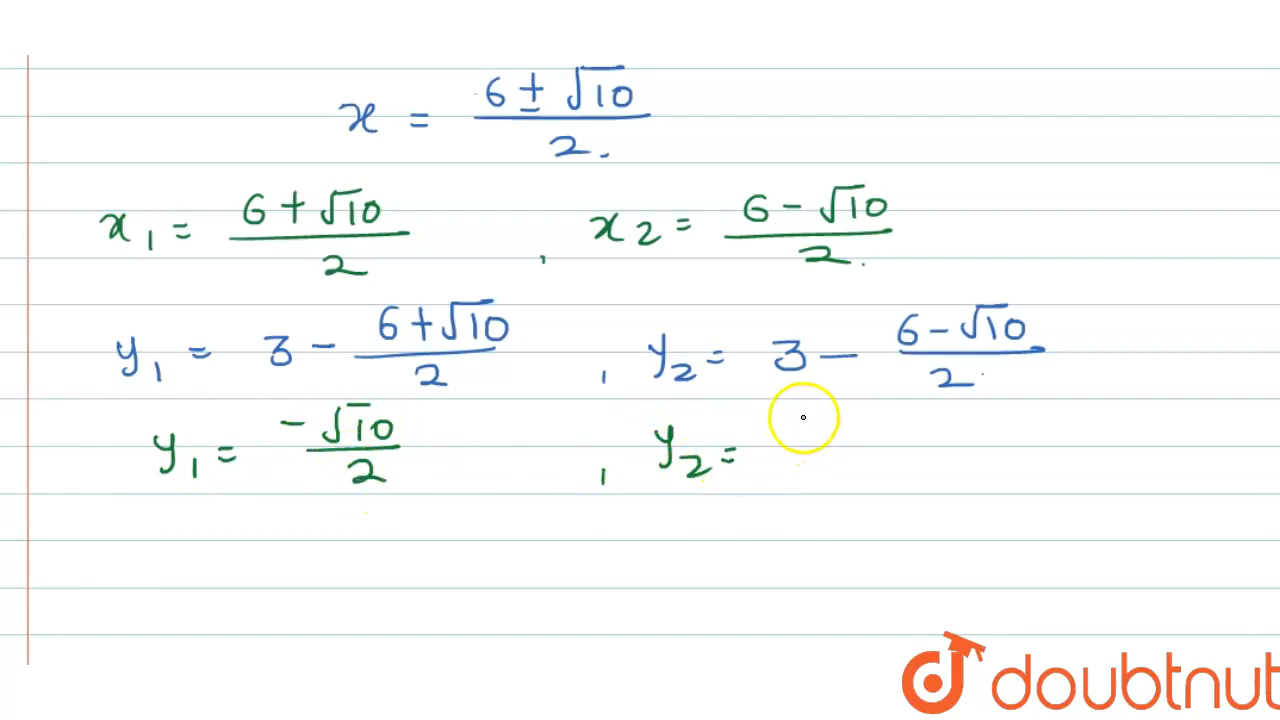 x = (6 ± √10)/2.
x1 = (6 + √10)/2 , x2 = (6 - √10)/2.
y1 = 3 - (6 + √10)/2 , y2 = 3 - (6 - √10)/2
y1 = -√10/2 , y2 =
doubtnut